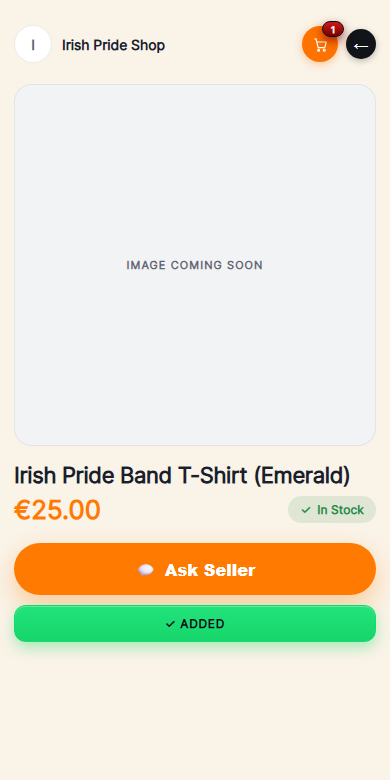 I
Irish Pride Shop
1
IMAGE COMING SOON
Irish Pride Band T-Shirt (Emerald)
€25.00
✓ In Stock
Ask Seller
✓ ADDED